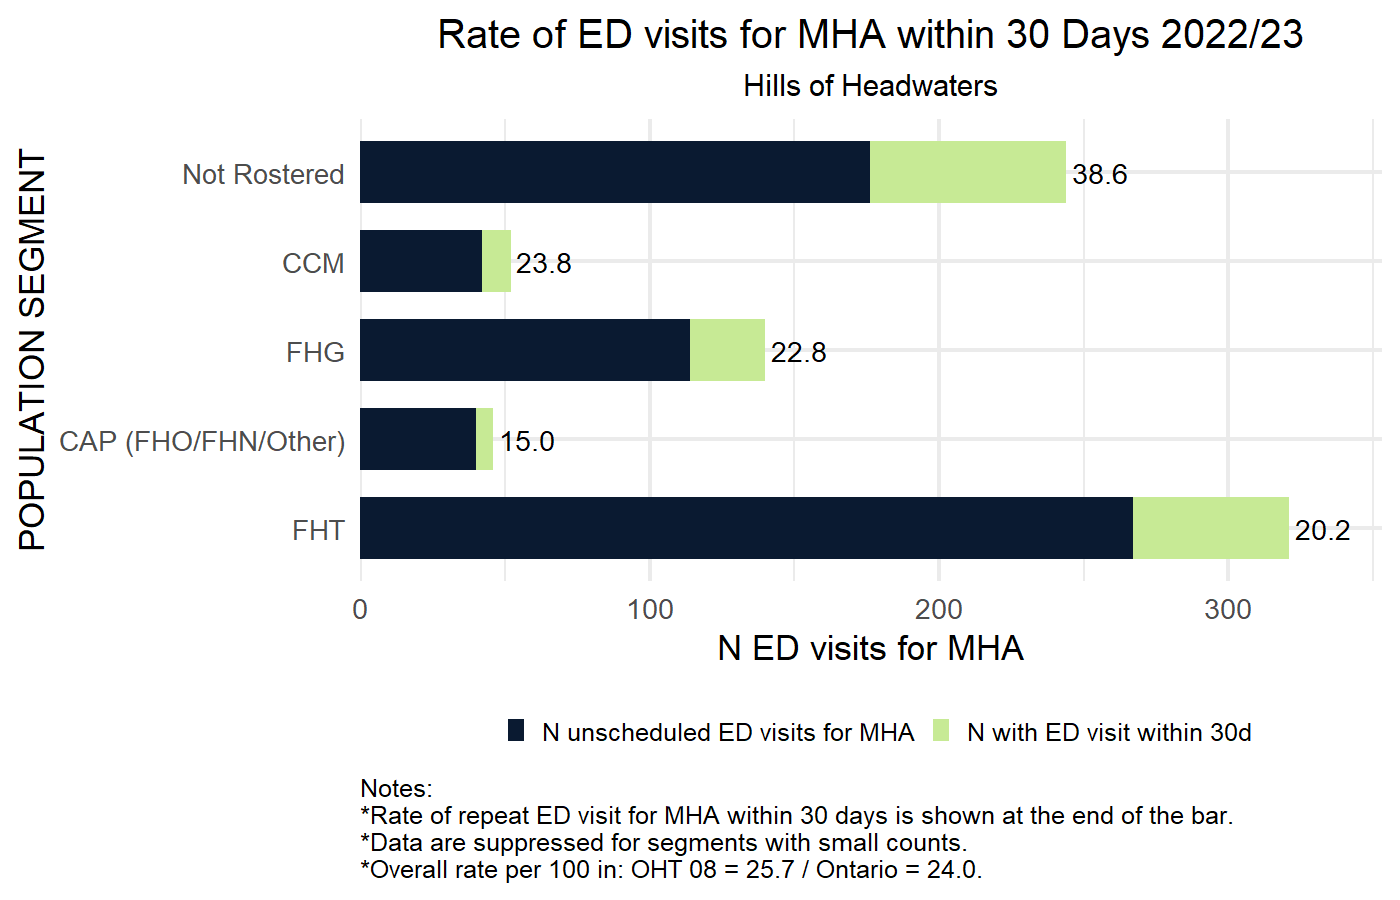 Rate of ED visits for MHA within 30 Days 2022/23
Hills of Headwaters
POPULATION SEGMENT
Not Rostered
38.6
CCM
23.8
FHG
22.8
CAP (FHO/FHN/Other)
15.0
FHT
20.2
0 100 200 300
N ED visits for MHA
N unscheduled ED visits for MHA N with ED visit within 30d
Notes:
*Rate of repeat ED visit for MHA within 30 days is shown at the end of the bar.
*Data are suppressed for segments with small counts.
*Overall rate per 100 in: OHT 08 = 25.7 / Ontario = 24.0.